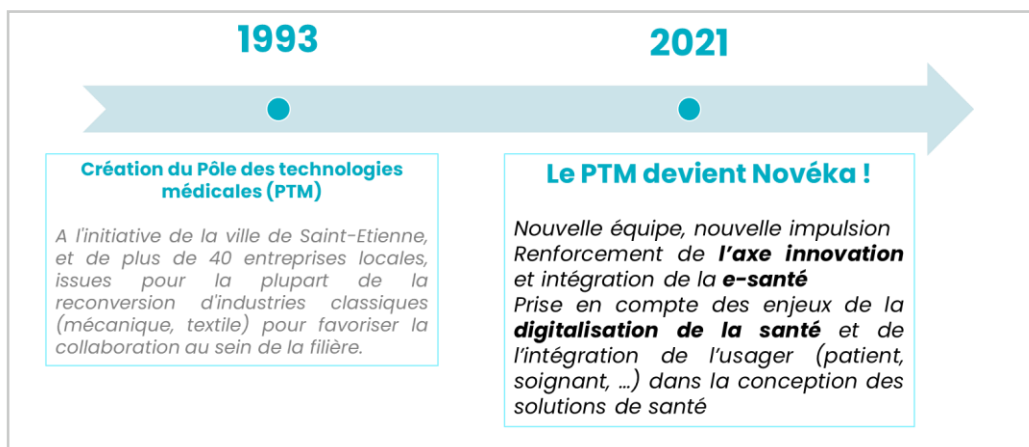 1993
2021
Création du Pôle des technologies
médicales (PTM)
A l'initiative de la ville de Saint-Etienne,
et de plus de 40 entreprises locales,
issues pour la plupart de la
reconversion d'industries classiques
(mécanique, textile) pour favoriser la
collaboration au sein de la filière.
Le PTM devient Novéka !
Nouvelle équipe, nouvelle impulsion
Renforcement de l’axe innovation
et intégration de la e-santé
Prise en compte des enjeux de la
digitalisation de la santé et de
l’intégration de l’usager (patient,
soignant, …) dans la conception des
solutions de santé